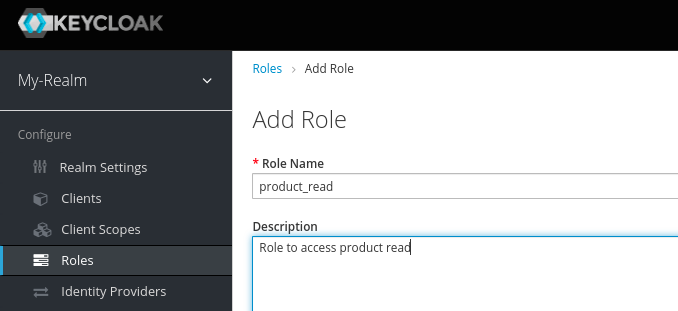 KEYCLOAK
My-Realm
Configure
Realm Settings
Clients
Client Scopes
Roles
Identity Providers
Roles > Add Role
Add Role
* Role Name
product_read
Description
Role to access product read